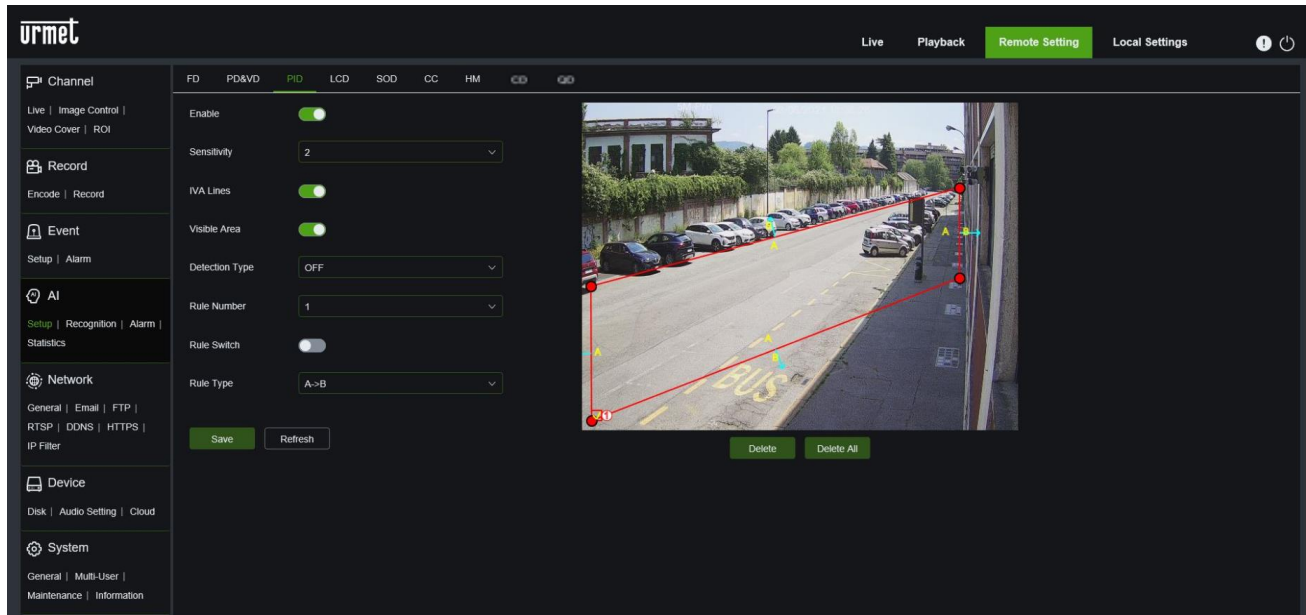 urmet
Live Playback Remote Setting Local Settings
Channel
Live | Image Control |
Video Cover | ROI
Record
Encode | Record
Event
Setup | Alarm
AI
Setup | Recognition | Alarm |
Statistics
Network
General | Email | FTP |
RTSP | DDNS | HTTPS |
IP Filter
Device
Disk | Audio Setting | Cloud
System
General | Multi-User |
Maintenance | Information
FD PD&VD PID LCD SOD CC HM
Enable
Sensitivity 2
IVA Lines
Visible Area
Detection Type OFF
Rule Number 1
Rule Switch
Rule Type A->B
Save Refresh
A B
A
A
A
B
BUS
1
Delete Delete All